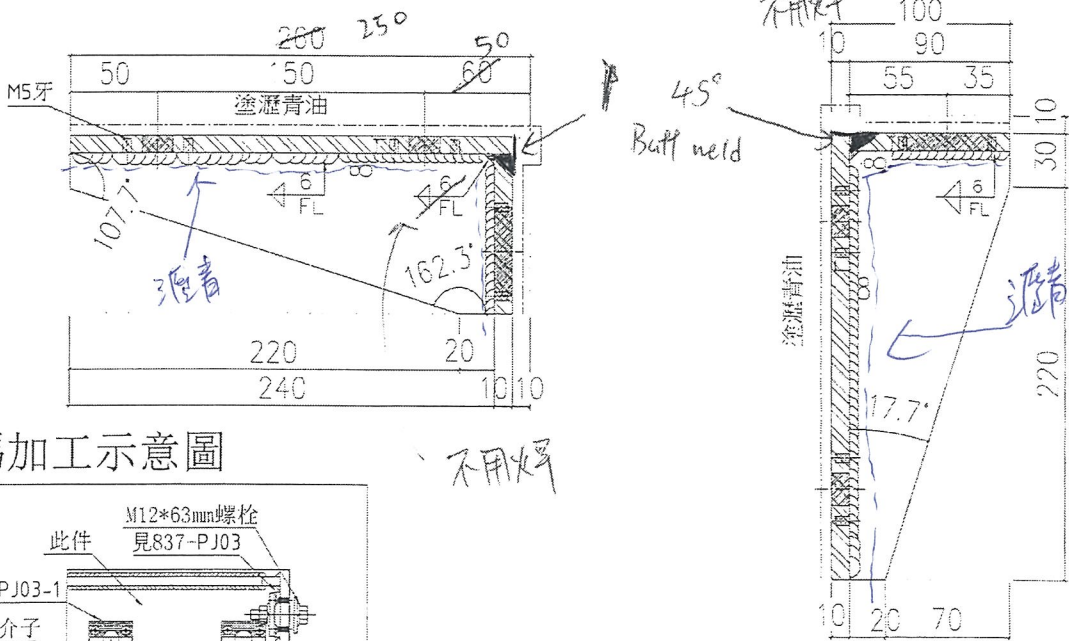 260 250
50 150 60 50
M5牙
塗瀝青油
8
6
FL
107.7°
162.3°
瀝青
220 20
240 10 10
45°
Butt weld
不用焊
100
10 90
55 35
10
30
8
6
FL
塗瀝青油
8
瀝青
220
17.7°
10 20 70
加工示意圖
不用焊
M12*63mm螺栓
此件 見837-PJ03
PJ03-1
介子